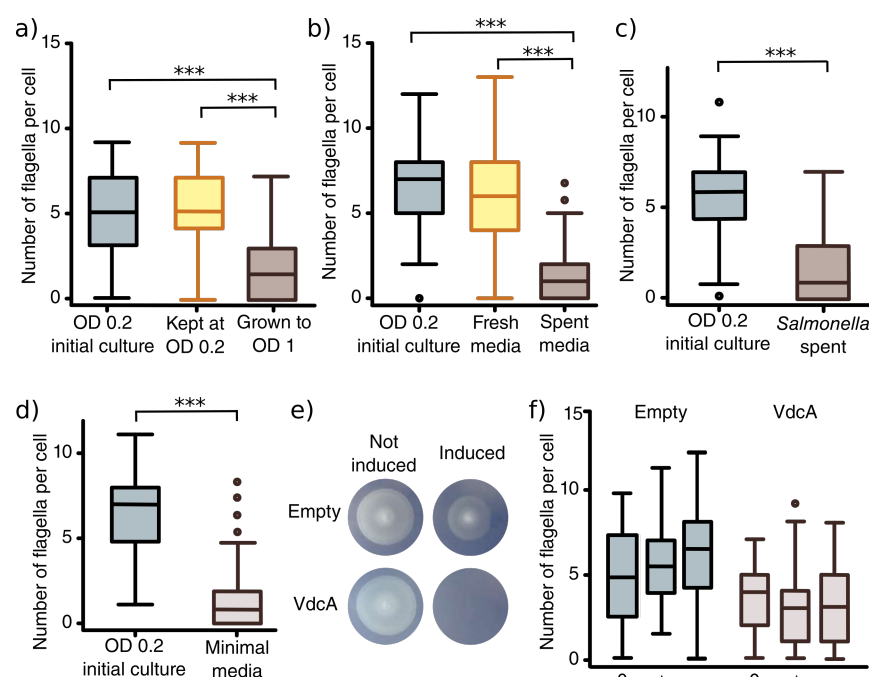 a)
Number of flagella per cell
15
10
5
0
***
***
OD 0.2
initial culture
Kept at
OD 0.2
Grown to
OD 1
b)
Number of flagella per cell
15
10
5
0
***
***
OD 0.2
initial culture
Fresh
media
Spent
media
c)
Number of flagella per cell
10
5
0
***
OD 0.2
initial culture
Salmonella
spent
d)
Number of flagella per cell
10
5
0
***
OD 0.2
initial culture
Minimal
media
e)
Not
induced
Induced
Empty
VdcA
f)
Number of flagella per cell
15
10
5
0
Empty
VdcA